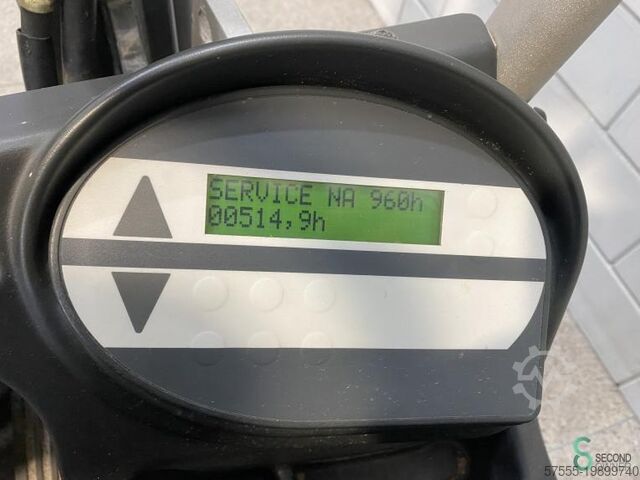 SERVICE NA 960h
00514,9h
SECOND
57555-19899740